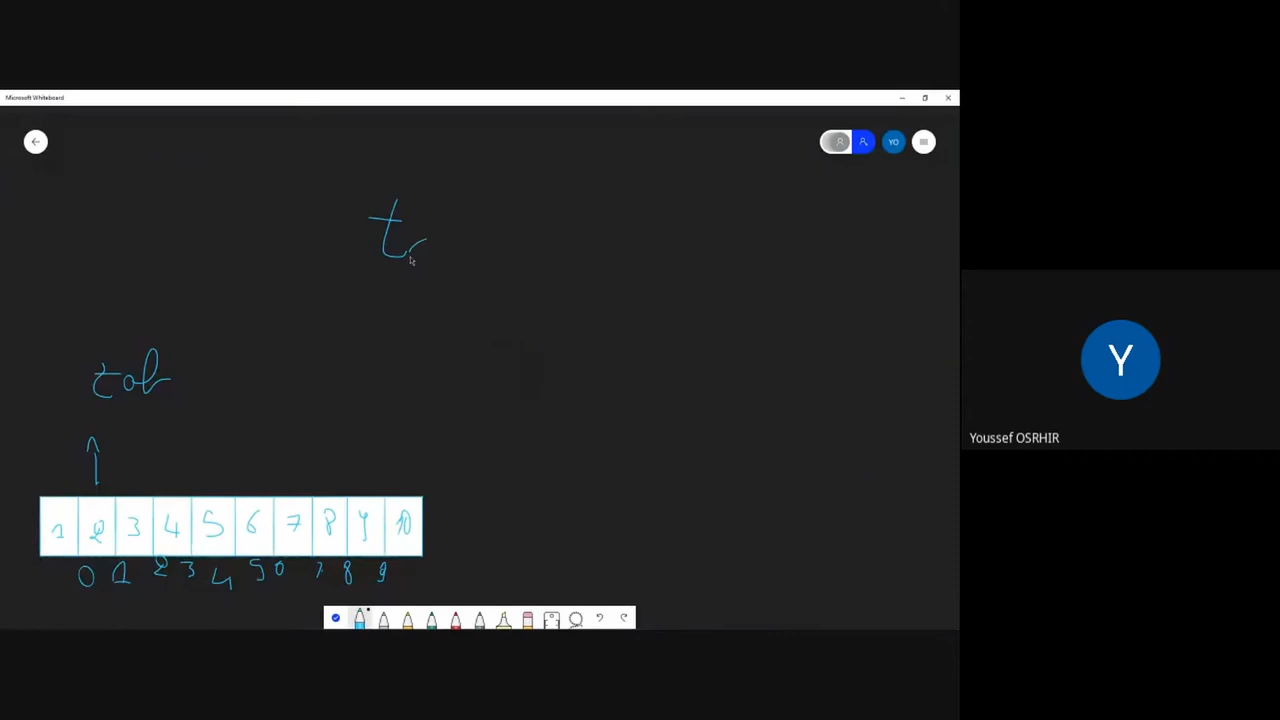 Microsoft Whiteboard
YO
t
tab
1 2 3 4 5 6 7 8 9 10
0 1 2 3 4 5 6 7 8 9
Y
Youssef OSRHIR